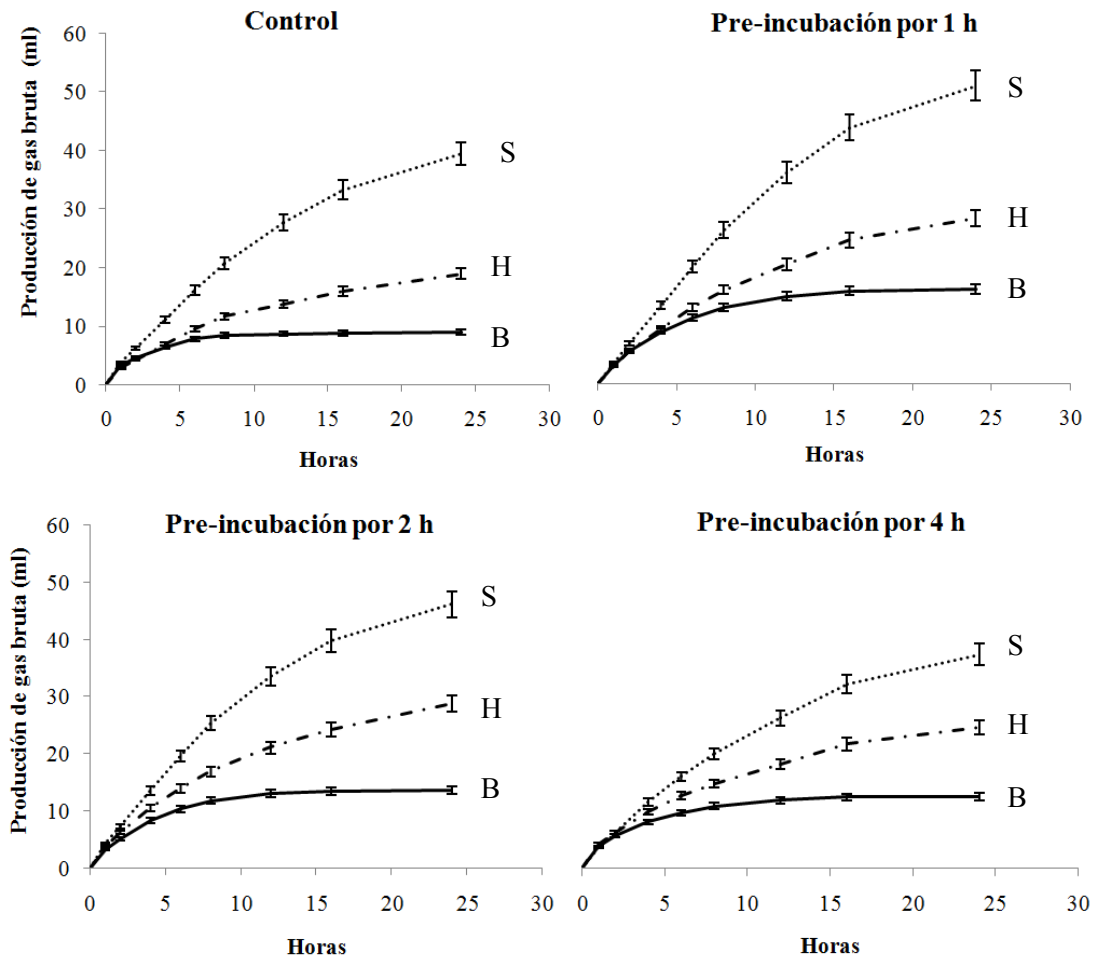 Control
Producción de gas bruta (ml)
60
50
40
30
20
10
0
S
H
B
0 5 10 15 20 25 30
Horas
Pre-incubación por 1 h
60
50
40
30
20
10
0
S
H
B
0 5 10 15 20 25 30
Horas
Pre-incubación por 2 h
Producción de gas bruta (ml)
60
50
40
30
20
10
0
S
H
B
0 5 10 15 20 25 30
Horas
Pre-incubación por 4 h
60
50
40
30
20
10
0
S
H
B
0 5 10 15 20 25 30
Horas